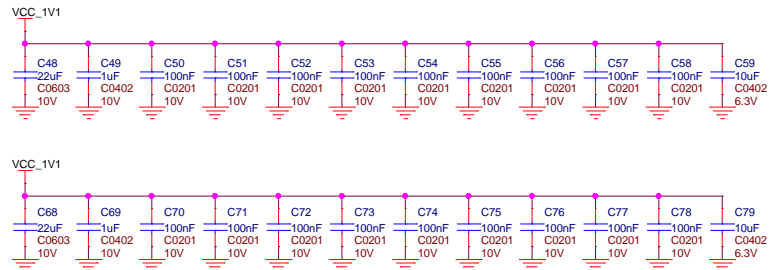 VCC_1V1
C48 C49 C50 C51 C52 C53 C54 C55 C56 C57 C58 C59
22uF 1uF 100nF 100nF 100nF 100nF 100nF 100nF 100nF 100nF 100nF 10uF
C0603 C0402 C0201 C0201 C0201 C0201 C0201 C0201 C0201 C0201 C0201 C0402
10V 10V 10V 10V 10V 10V 10V 10V 10V 10V 10V 6.3V
VCC_1V1
C68 C69 C70 C71 C72 C73 C74 C75 C76 C77 C78 C79
22uF 1uF 100nF 100nF 100nF 100nF 100nF 100nF 100nF 100nF 100nF 10uF
C0603 C0402 C0201 C0201 C0201 C0201 C0201 C0201 C0201 C0201 C0201 C0402
10V 10V 10V 10V 10V 10V 10V 10V 10V 10V 10V 6.3V